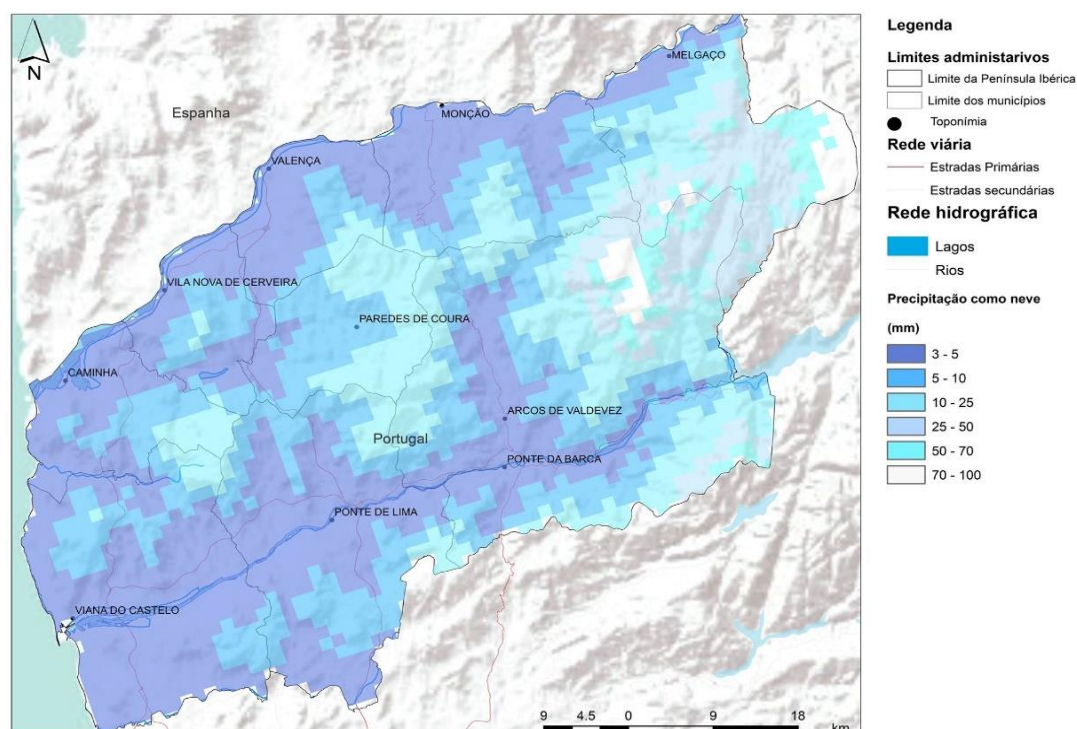 N
Espanha
MELGAÇO
MONÇÃO
VALENÇA
VILA NOVA DE CERVEIRA
PAREDES DE COURA
CAMINHA
ARCOS DE VALDEVEZ
Portugal
PONTE DA BARCA
PONTE DE LIMA
VIANA DO CASTELO
9 4.5 0 9 18
km
Legenda
Limites administarivos
Limite da Península Ibérica
Limite dos municípios
Toponímia
Rede viária
Estradas Primárias
Estradas secundárias
Rede hidrográfica
Lagos
Rios
Precipitação como neve
(mm)
3 - 5
5 - 10
10 - 25
25 - 50
50 - 70
70 - 100